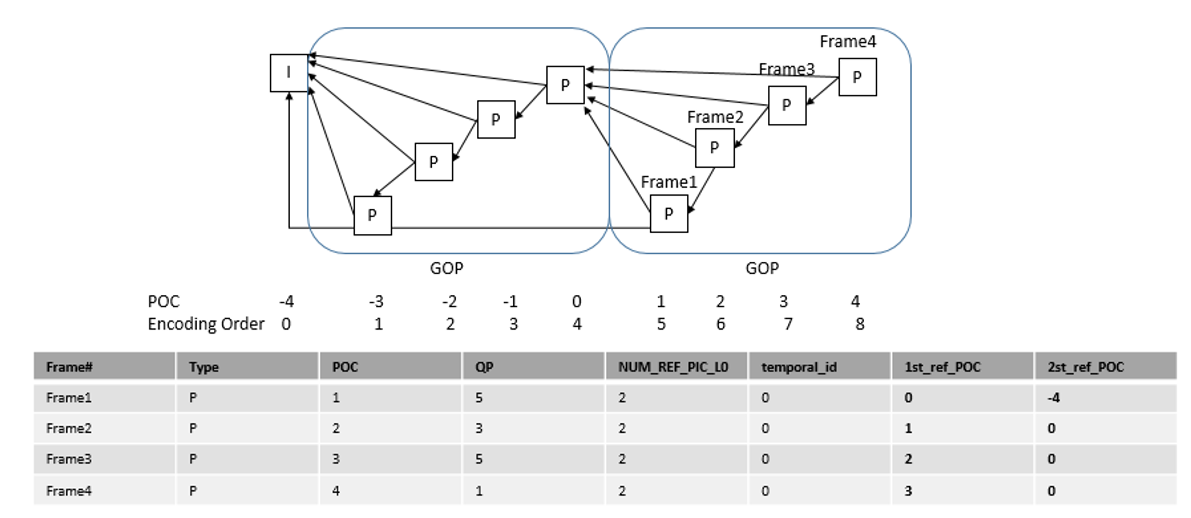 Frame4
I
Frame3
P
P
P
Frame2
P
P
P
Frame1
P
P
GOP GOP
POC -4 -3 -2 -1 0 1 2 3 4
Encoding Order 0 1 2 3 4 5 6 7 8
Frame# Type POC QP NUM_REF_PIC_L0 temporal_id 1st_ref_POC 2st_ref_POC
Frame1 P 1 5 2 0 0 -4
Frame2 P 2 3 2 0 1 0
Frame3 P 3 5 2 0 2 0
Frame4 P 4 1 2 0 3 0